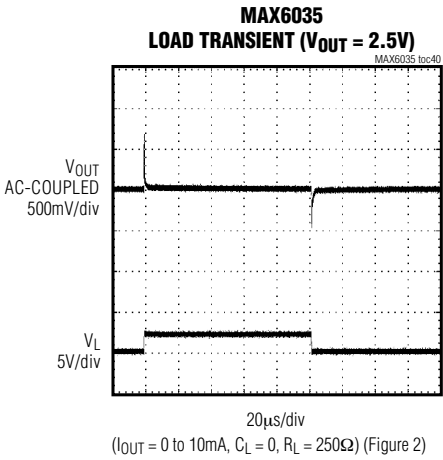 MAX6035
LOAD TRANSIENT (VOUT = 2.5V)
MAX6035 toc40
VOUT
AC-COUPLED
500mV/div
VL
5V/div
20µs/div
(IOUT = 0 to 10mA, CL = 0, RL = 250Ω) (Figure 2)